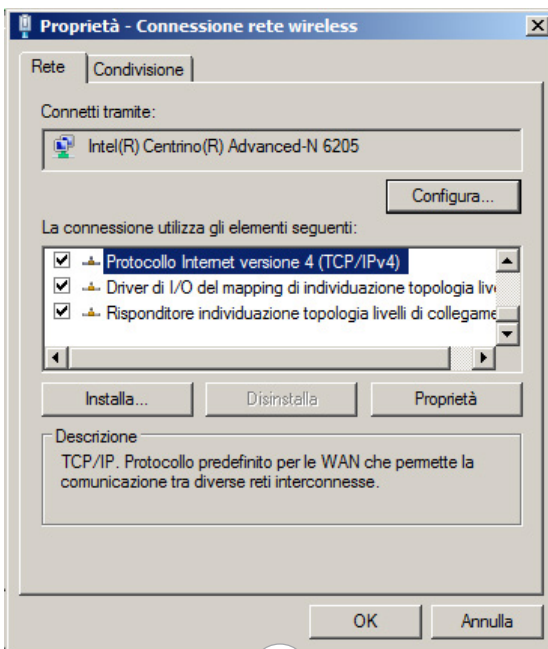 Proprietà - Connessione rete wireless
Rete
Condivisione
Connetti tramite:
Intel(R) Centrino(R) Advanced-N 6205
Configura...
La connessione utilizza gli elementi seguenti:
Protocollo Internet versione 4 (TCP/IPv4)
Driver di I/O del mapping di individuazione topologia live
Risponditore individuazione topologia livelli di collegame
Installa...
Disinstalla
Proprietà
Descrizione
TCP/IP. Protocollo predefinito per le WAN che permette la
comunicazione tra diverse reti interconnesse.
OK
Annulla